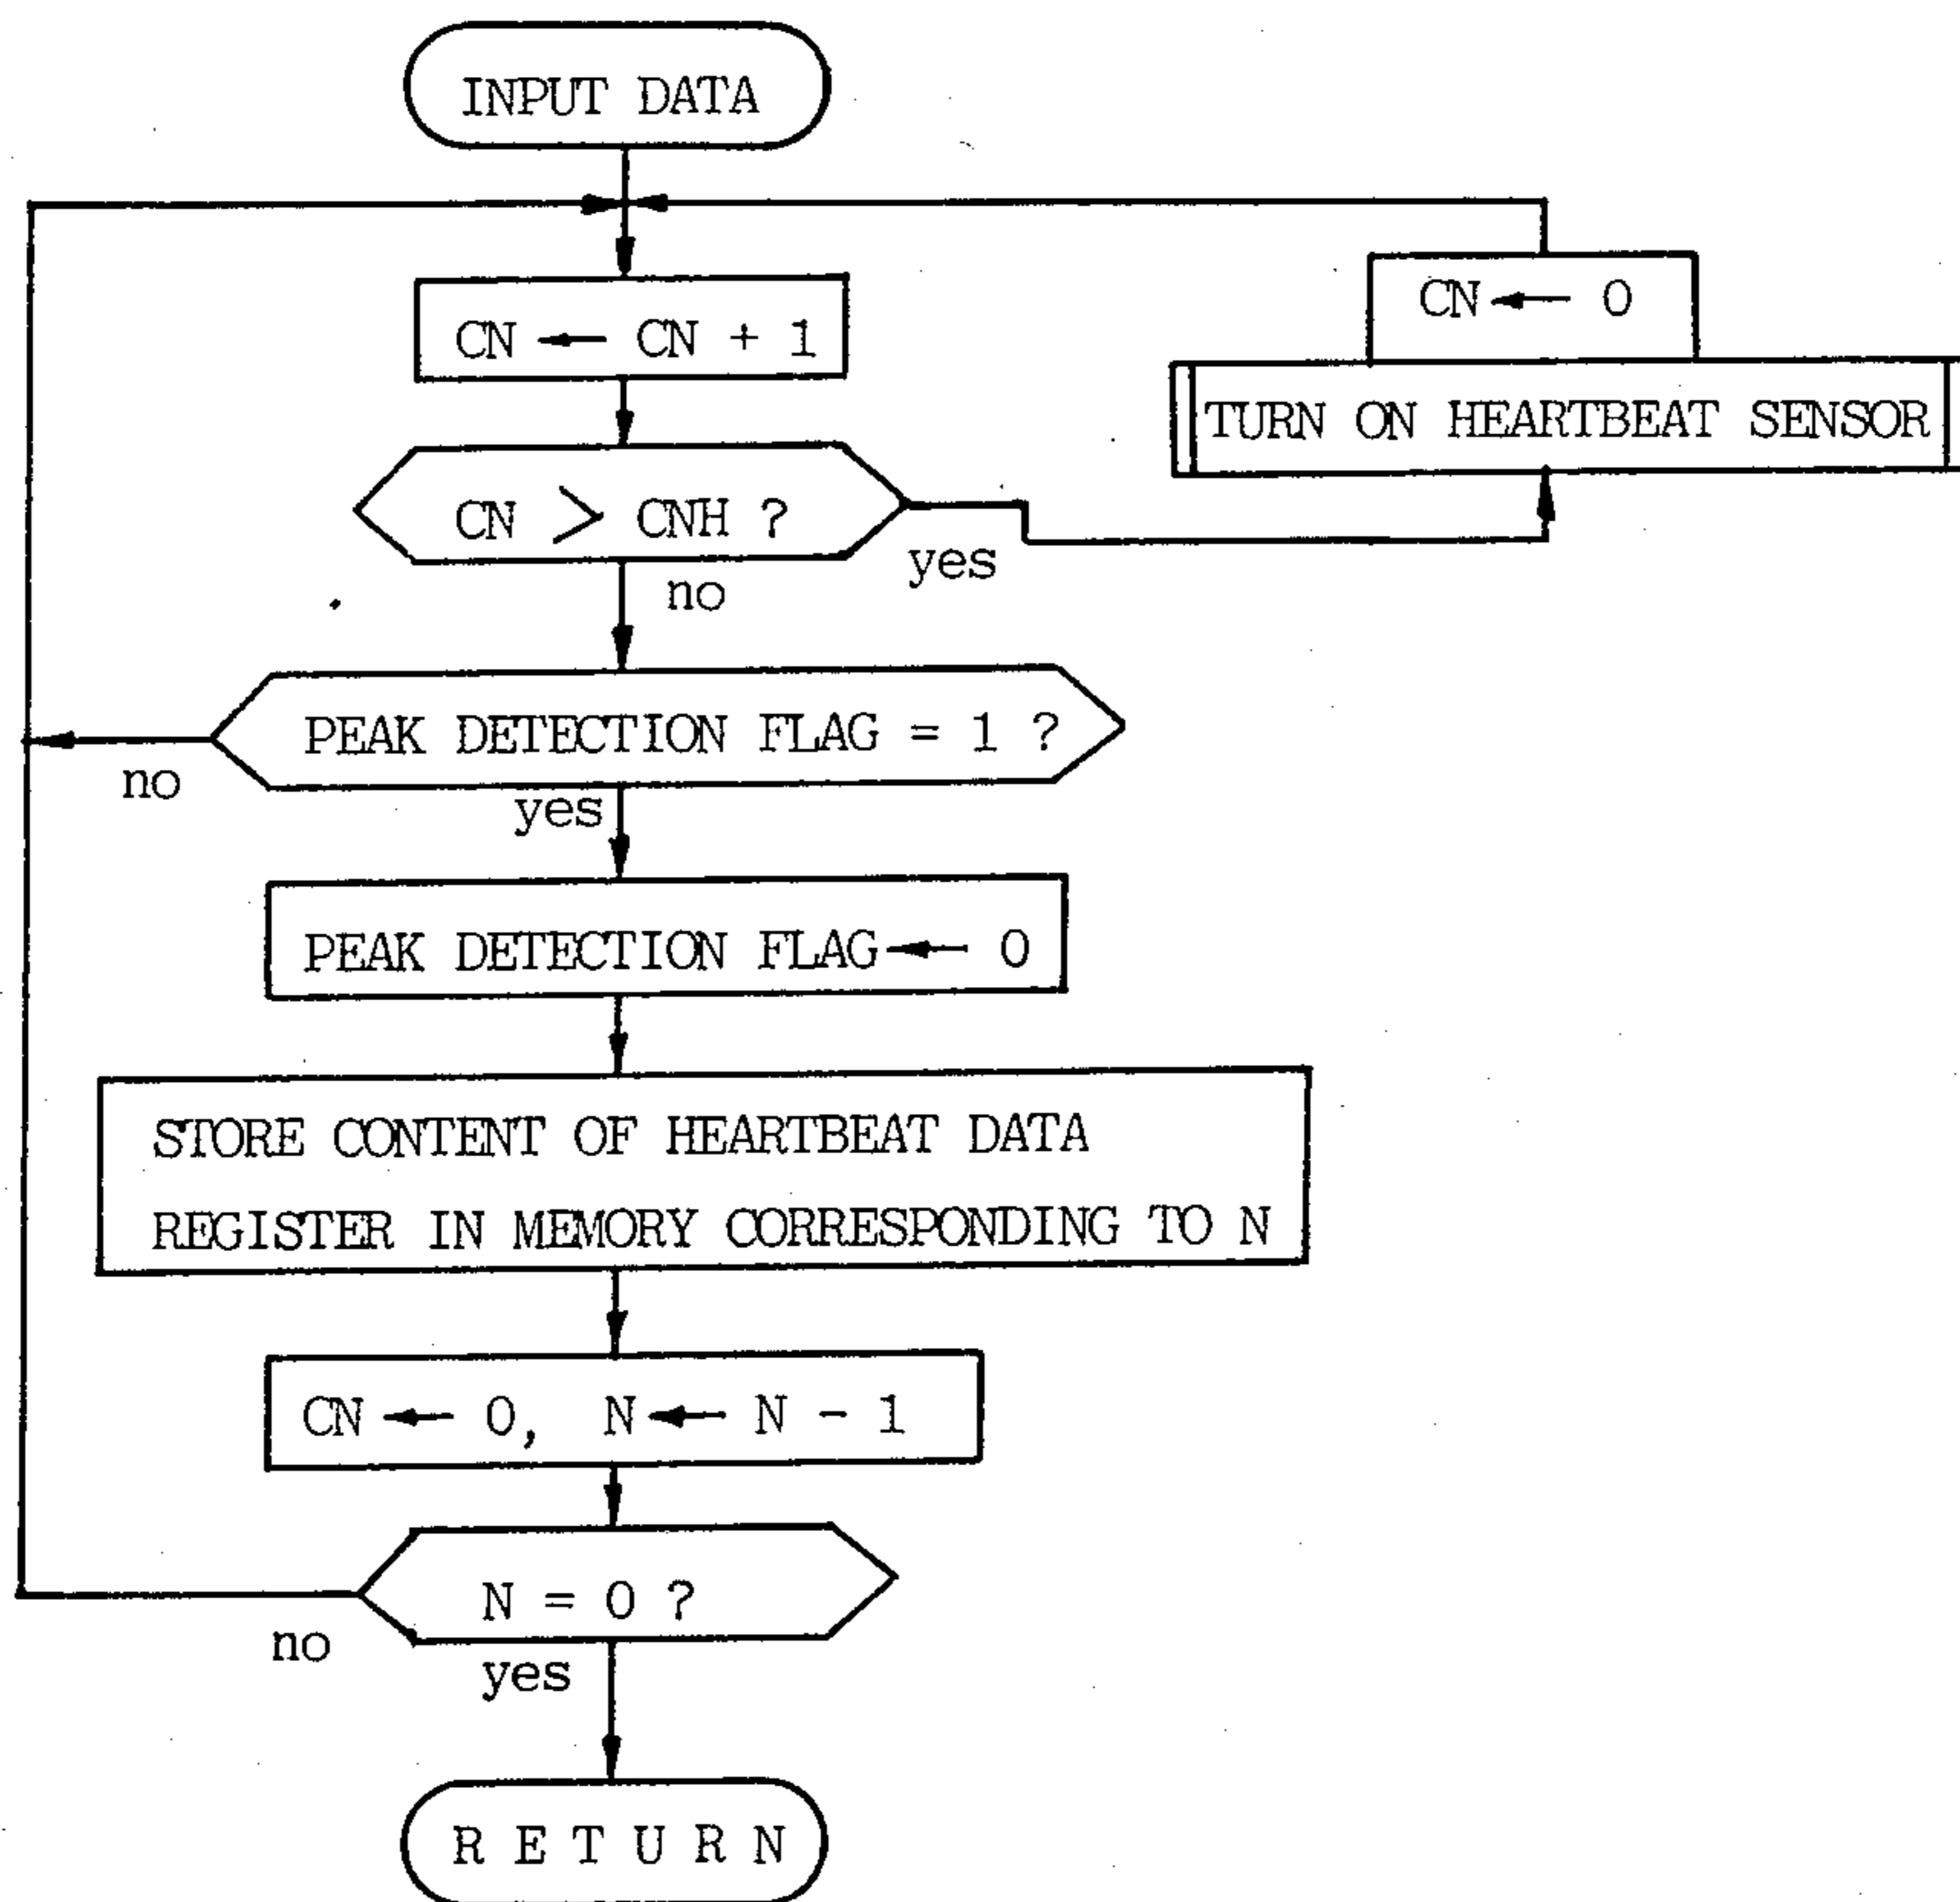 INPUT DATA
CN ← CN + 1
CN ← 0
TURN ON HEARTBEAT SENSOR
CN > CNH ?
yes
no
PEAK DETECTION FLAG = 1 ?
no
yes
PEAK DETECTION FLAG ← 0
STORE CONTENT OF HEARTBEAT DATA
REGISTER IN MEMORY CORRESPONDING TO N
CN ← 0, N ← N - 1
N = 0 ?
no
yes
R E T U R N